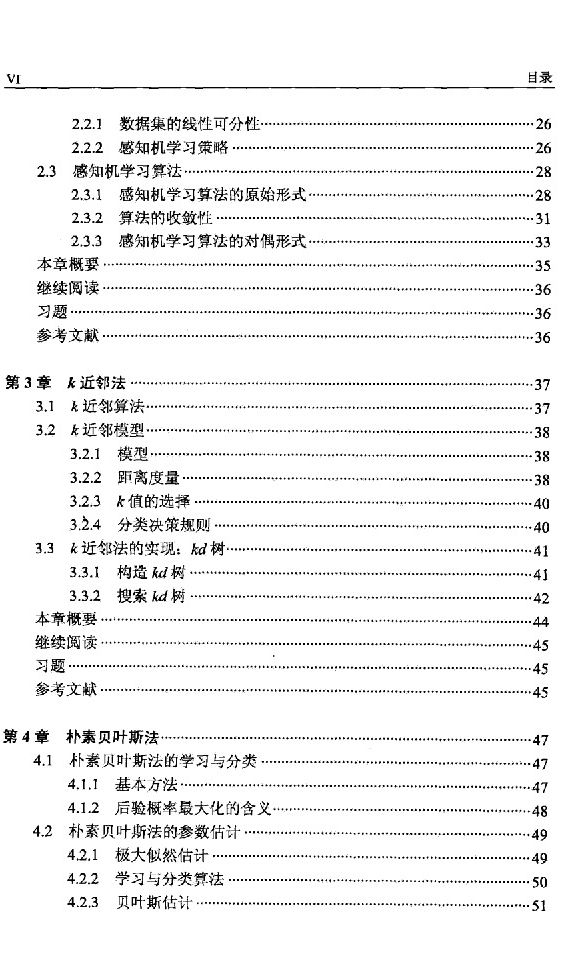 VI 目录
2.2.1 数据集的线性可分性 26
2.2.2 感知机学习策略 26
2.3 感知机学习算法 28
2.3.1 感知机学习算法的原始形式 28
2.3.2 算法的收敛性 31
2.3.3 感知机学习算法的对偶形式 33
本章概要 35
继续阅读 36
习题 36
参考文献 36
第3章 k近邻法 37
3.1 k近邻算法 37
3.2 k近邻模型 38
3.2.1 模型 38
3.2.2 距离度量 38
3.2.3 k值的选择 40
3.2.4 分类决策规则 40
3.3 k近邻法的实现：kd树 41
3.3.1 构造kd树 41
3.3.2 搜索kd树 42
本章概要 44
继续阅读 45
习题 45
参考文献 45
第4章 朴素贝叶斯法 47
4.1 朴素贝叶斯法的学习与分类 47
4.1.1 基本方法 47
4.1.2 后验概率最大化的含义 48
4.2 朴素贝叶斯法的参数估计 49
4.2.1 极大似然估计 49
4.2.2 学习与分类算法 50
4.2.3 贝叶斯估计 51